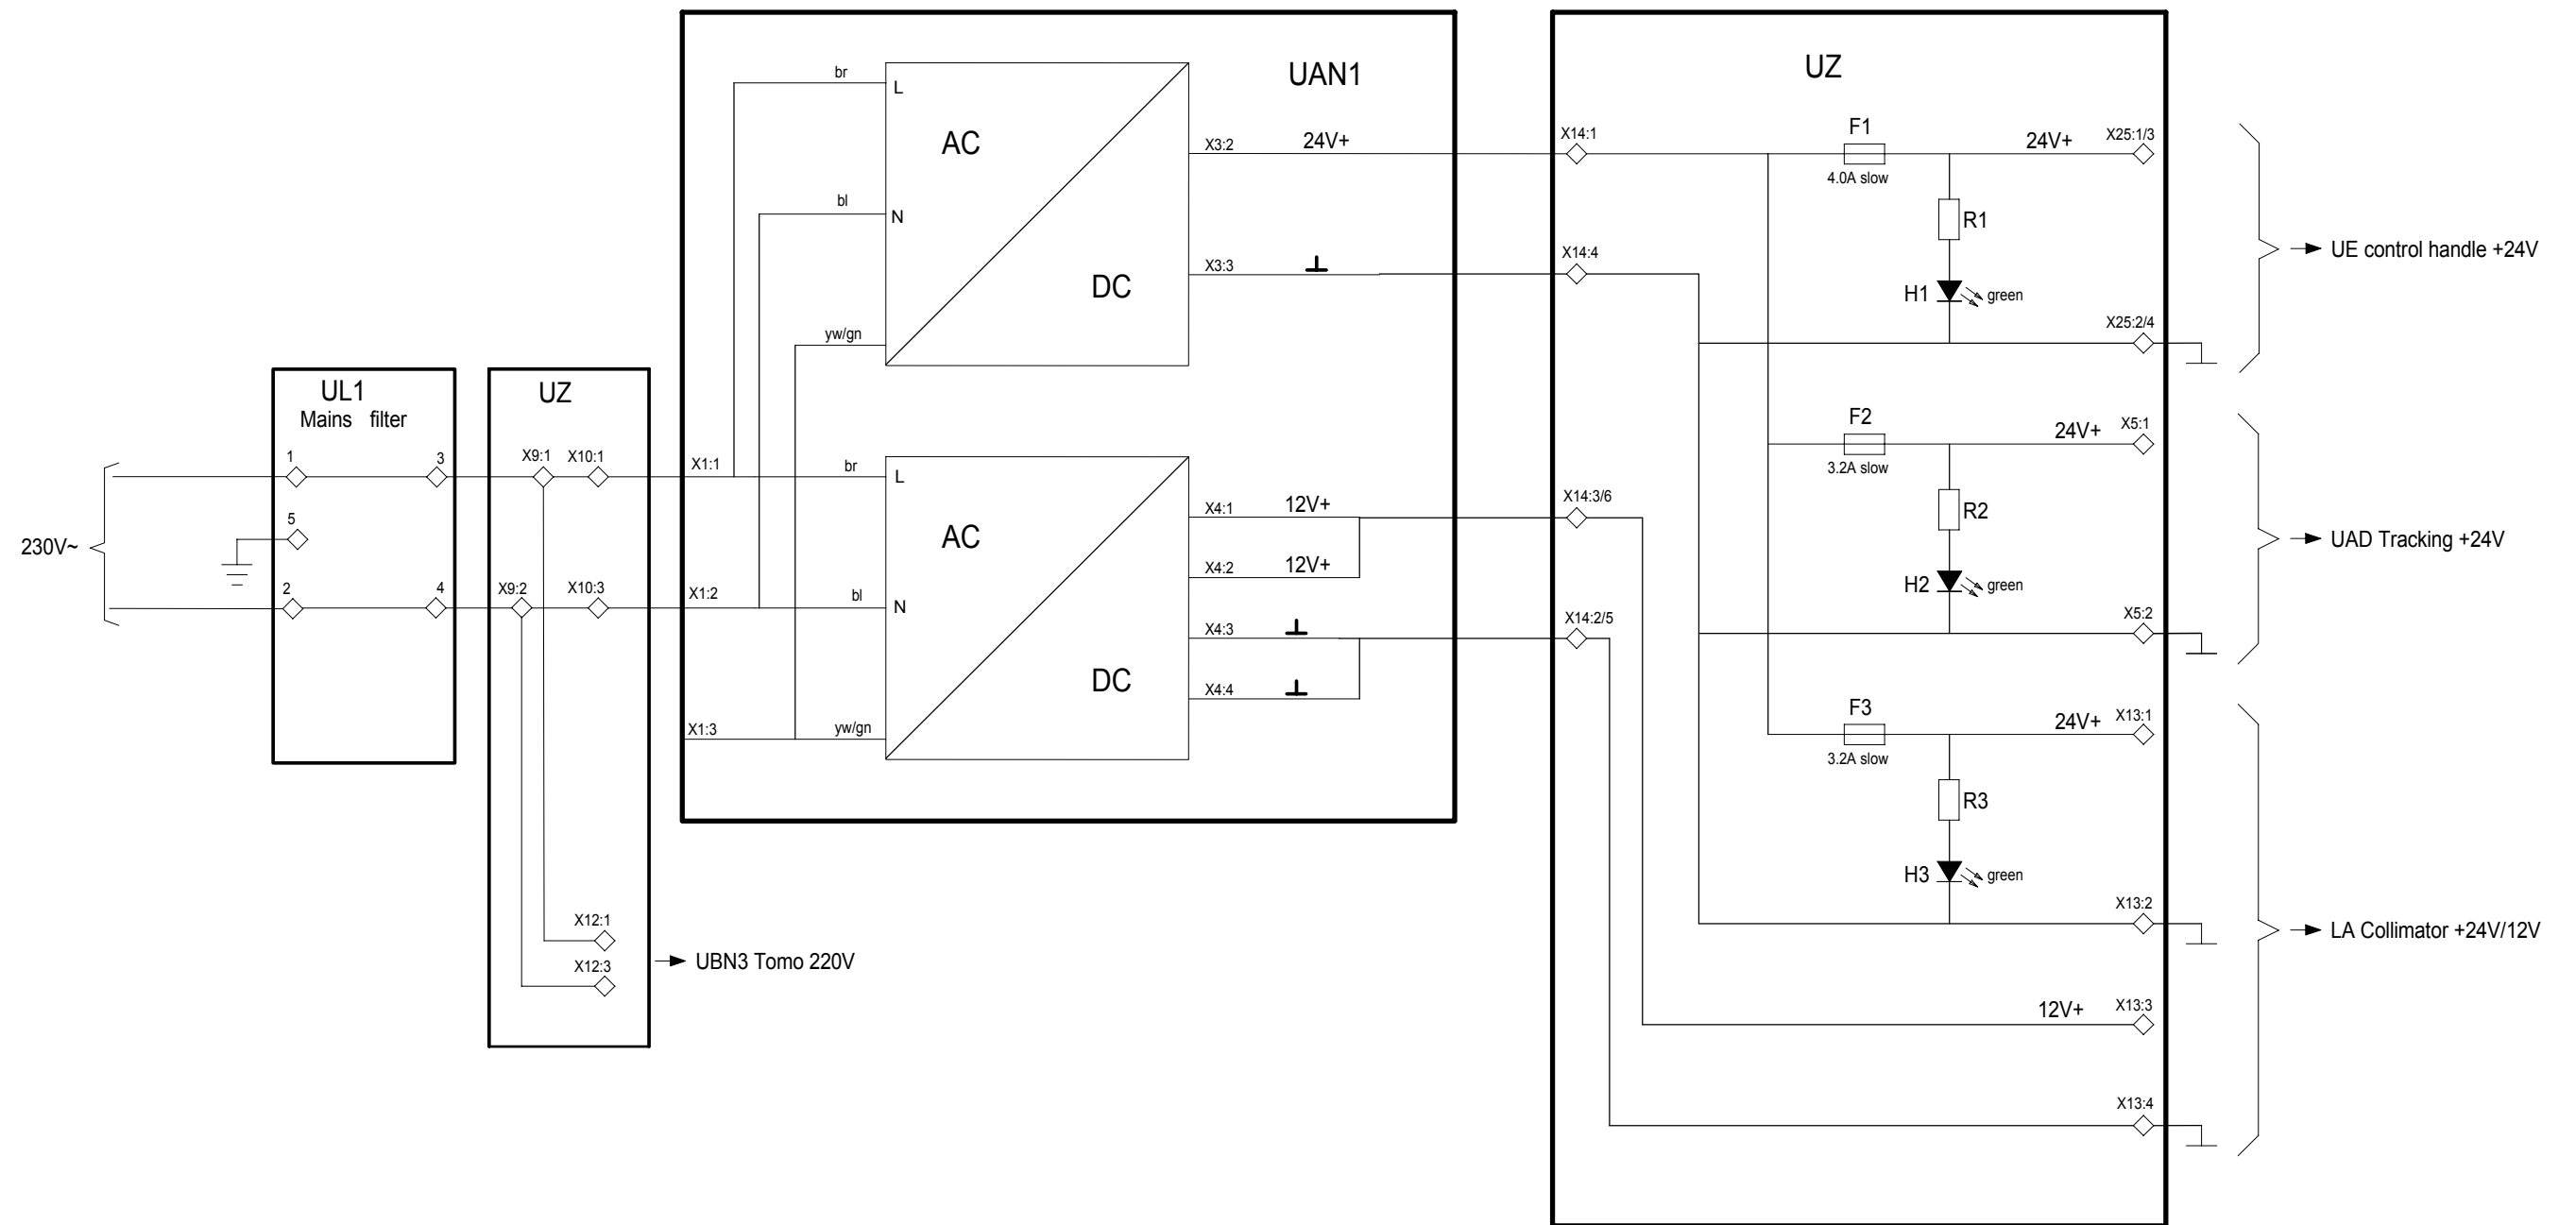 230V~
UL1
Mains filter
1
3
5
2
4
UZ
X9:1 X10:1
X9:2 X10:3
X12:1
X12:3
UBN3 Tomo 220V
UAN1
br
L
AC
bl
N
DC
yw/gn
X3:2 24V+
X3:3
X1:1 br
L
AC
X1:2 bl
N
DC
X1:3 yw/gn
X4:1 12V+
X4:2 12V+
X4:3
X4:4
UZ
X14:1
X14:4
X14:3/6
X14:2/5
F1
4.0A slow
24V+ X25:1/3
R1
H1 green
X25:2/4
F2
3.2A slow
24V+ X5:1
R2
H2 green
X5:2
F3
3.2A slow
24V+ X13:1
R3
H3 green
X13:2
12V+ X13:3
X13:4
UE control handle +24V
UAD Tracking +24V
LA Collimator +24V/12V